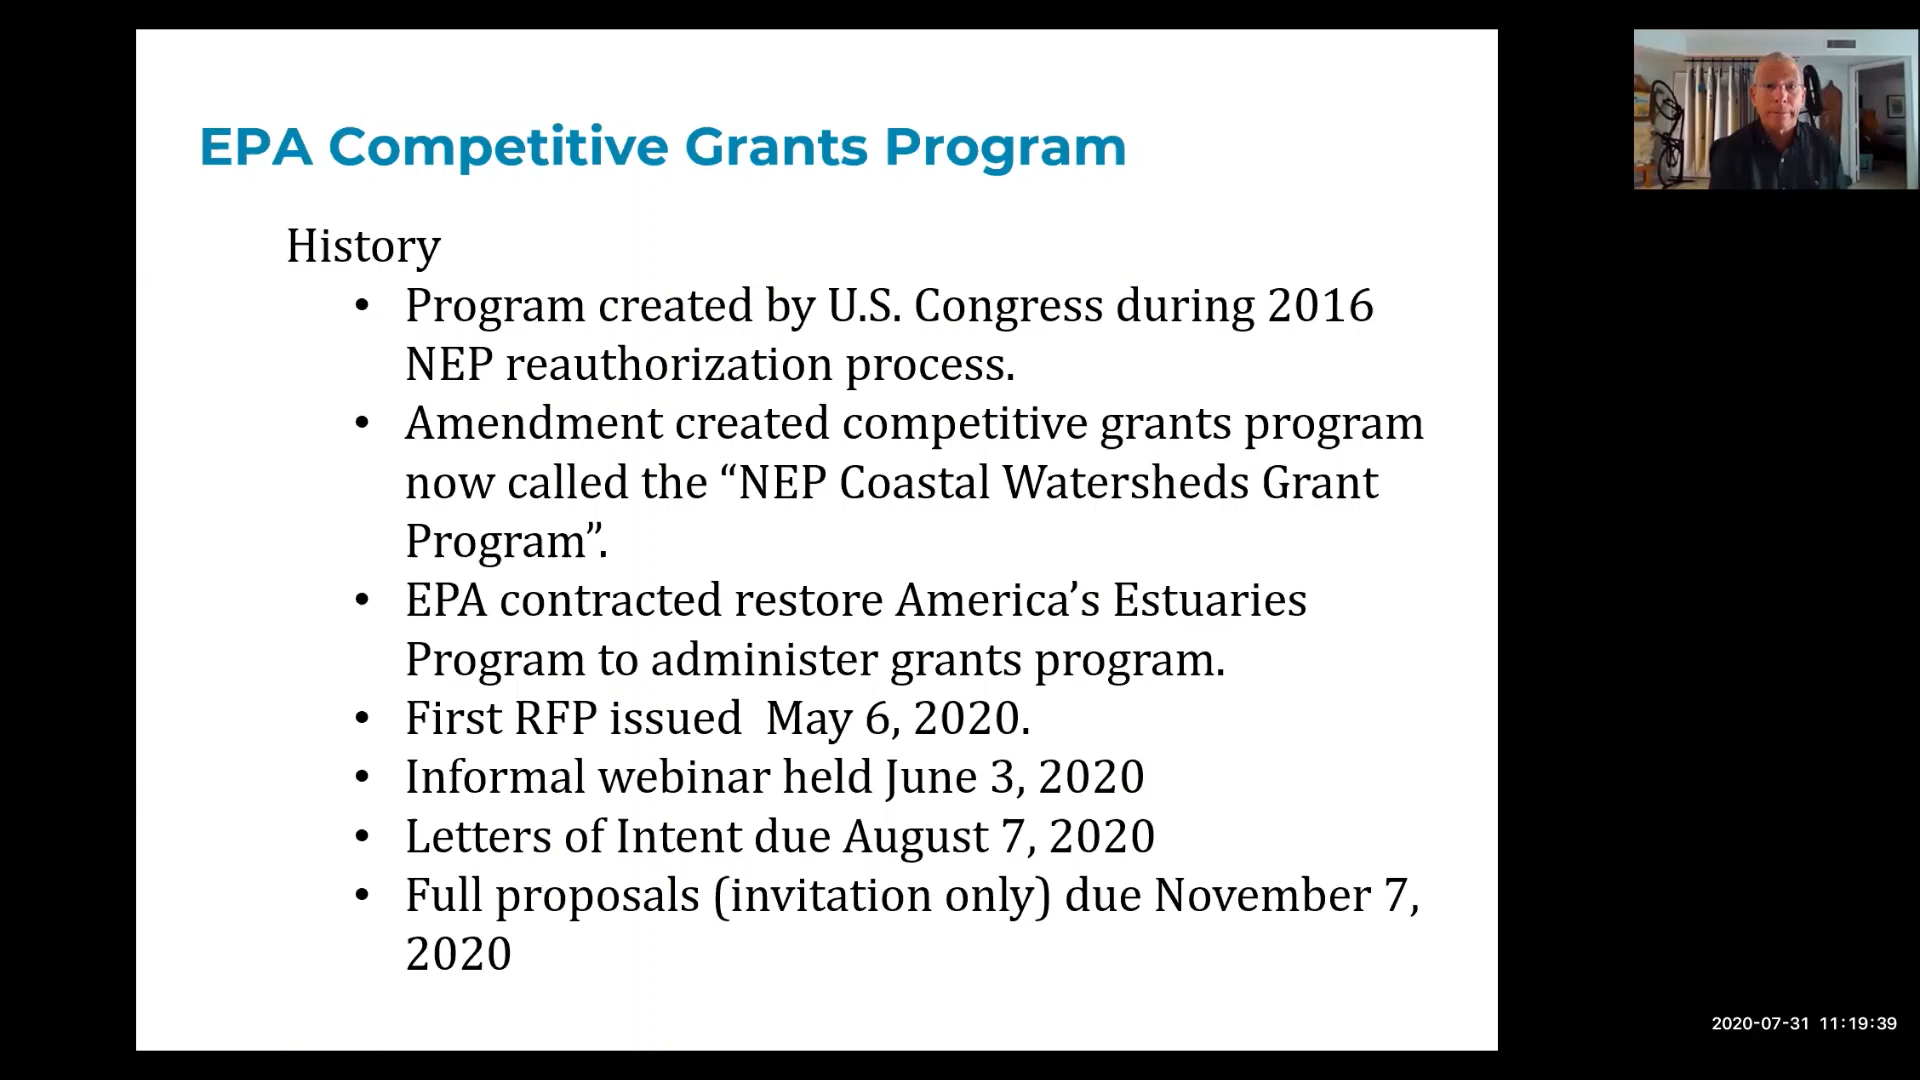 EPA Competitive Grants Program
History
• Program created by U.S. Congress during 2016
NEP reauthorization process.
• Amendment created competitive grants program
now called the “NEP Coastal Watersheds Grant
Program”.
• EPA contracted restore America’s Estuaries
Program to administer grants program.
• First RFP issued  May 6, 2020.
• Informal webinar held June 3, 2020
• Letters of Intent due August 7, 2020
• Full proposals (invitation only) due November 7,
2020
2020-07-31 11:19:39